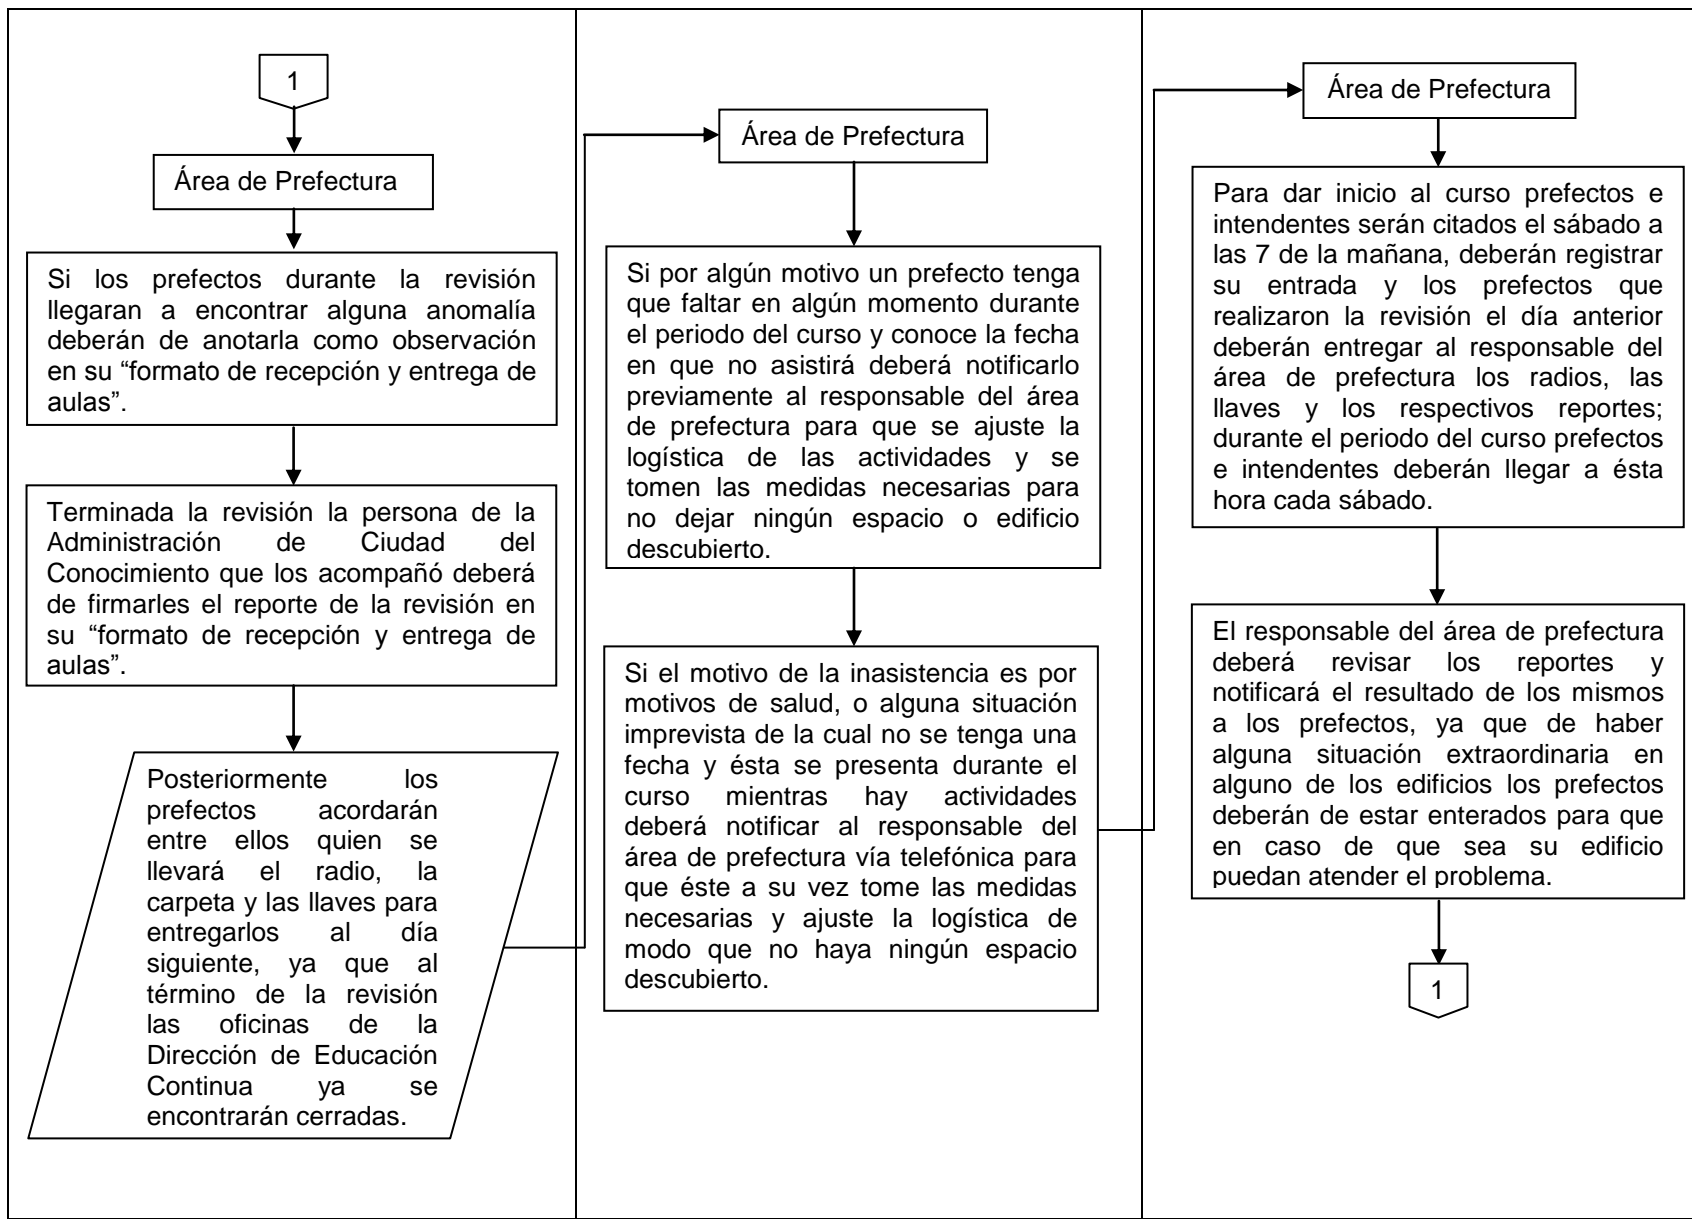 1
Área de Prefectura
Si los prefectos durante la revisión
llegaran a encontrar alguna anomalía
deberán de anotarla como observación
en su “formato de recepción y entrega de
aulas”.
Terminada la revisión la persona de la
Administración de Ciudad del
Conocimiento que los acompañó deberá
de firmarles el reporte de la revisión en
su “formato de recepción y entrega de
aulas”.
Posteriormente los
prefectos acordarán
entre ellos quien se
llevará el radio, la
carpeta y las llaves para
entregarlos al día
siguiente, ya que al
término de la revisión
las oficinas de la
Dirección de Educación
Continua ya se
encontrarán cerradas.
Área de Prefectura
Si por algún motivo un prefecto tenga
que faltar en algún momento durante
el periodo del curso y conoce la fecha
en que no asistirá deberá notificarlo
previamente al responsable del área
de prefectura para que se ajuste la
logística de las actividades y se
tomen las medidas necesarias para
no dejar ningún espacio o edificio
descubierto.
Si el motivo de la inasistencia es por
motivos de salud, o alguna situación
imprevista de la cual no se tenga una
fecha y ésta se presenta durante el
curso mientras hay actividades
deberá notificar al responsable del
área de prefectura vía telefónica para
que éste a su vez tome las medidas
necesarias y ajuste la logística de
modo que no haya ningún espacio
descubierto.
Área de Prefectura
Para dar inicio al curso prefectos e
intendentes serán citados el sábado a
las 7 de la mañana, deberán registrar
su entrada y los prefectos que
realizaron la revisión el día anterior
deberán entregar al responsable del
área de prefectura los radios, las
llaves y los respectivos reportes;
durante el periodo del curso prefectos
e intendentes deberán llegar a ésta
hora cada sábado.
El responsable del área de prefectura
deberá revisar los reportes y
notificará el resultado de los mismos
a los prefectos, ya que de haber
alguna situación extraordinaria en
alguno de los edificios los prefectos
deberán de estar enterados para que
en caso de que sea su edificio
puedan atender el problema.
1